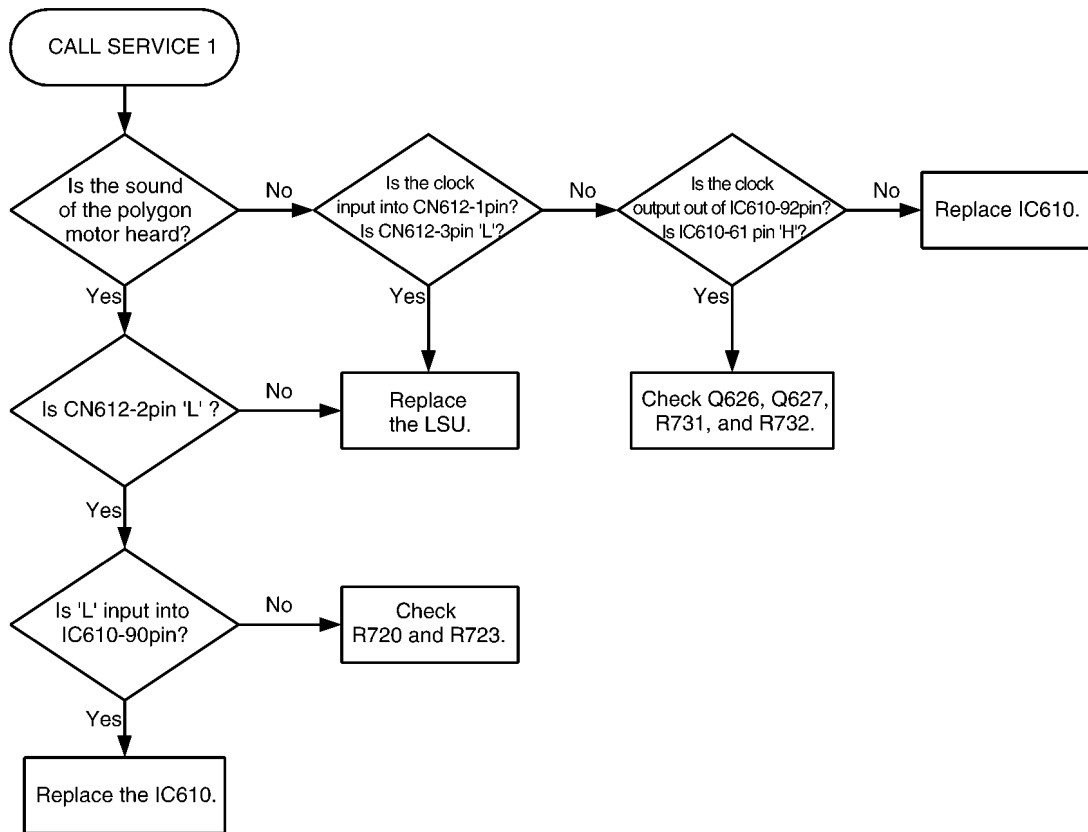 CALL SERVICE 1
Is the sound
of the polygon
motor heard?
No
Is the clock
input into CN612-1pin?
Is CN612-3pin 'L'?
No
Is the clock
output out of IC610-92pin?
Is IC610-61 pin 'H'?
No
Replace IC610.
Yes
Yes
Yes
Is CN612-2pin 'L' ?
No
Replace
the LSU.
Check Q626, Q627,
R731, and R732.
Yes
Is 'L' input into
IC610-90pin?
No
Check
R720 and R723.
Yes
Replace the IC610.